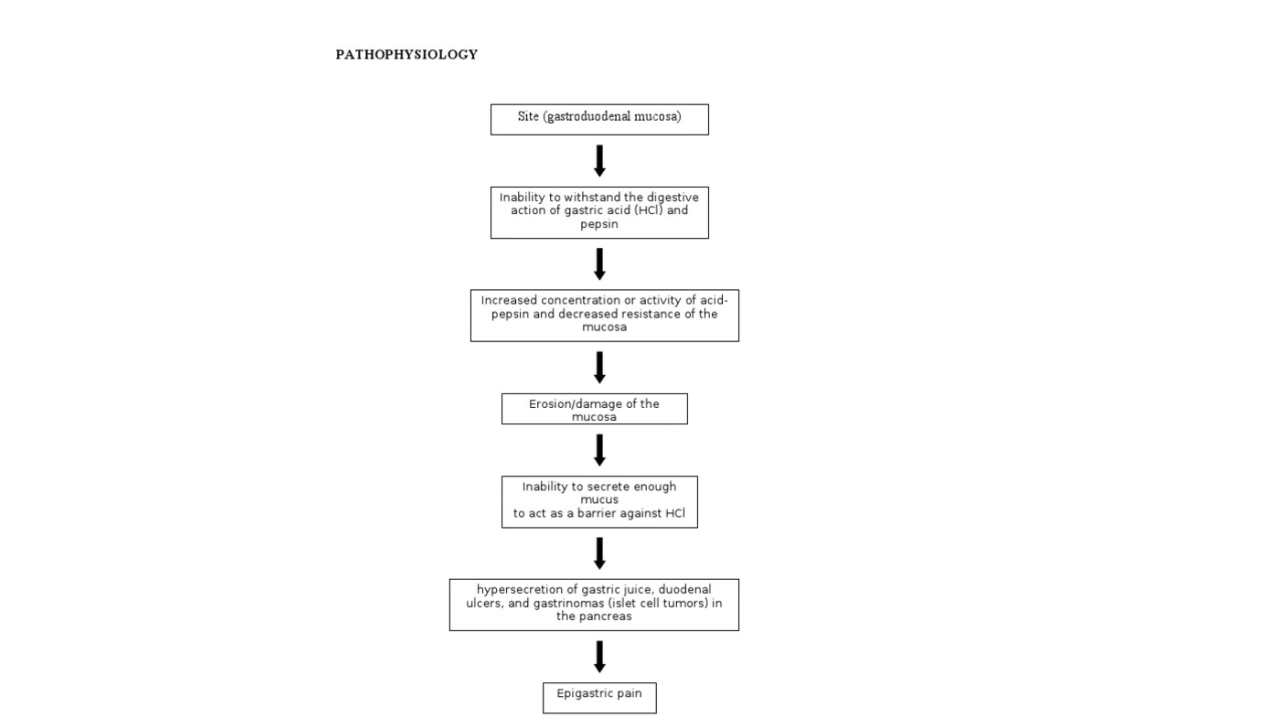 PATHOPHYSIOLOGY
Site (gastroduodenal mucosa)
Inability to withstand the digestive
action of gastric acid (HCl) and
pepsin
Increased concentration or activity of acid-
pepsin and decreased resistance of the
mucosa
Erosion/damage of the
mucosa
Inability to secrete enough
mucus
to act as a barrier against HCl
hypersecretion of gastric juice, duodenal
ulcers, and gastrinomas (islet cell tumors) in
the pancreas
Epigastric pain